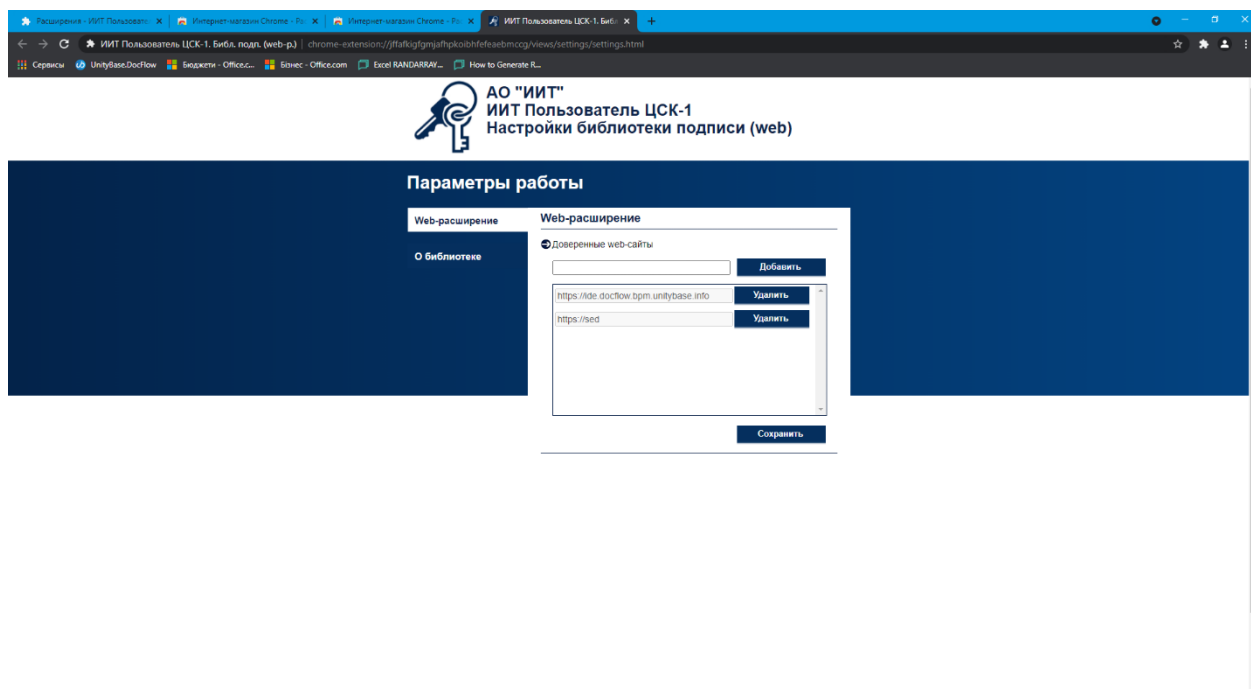 Расширения - ИИТ Пользовате
Интернет-магазин Chrome - Ра
Интернет-магазин Chrome - Ра
ИИТ Пользователь ЦСК-1. Библ
ИИТ Пользователь ЦСК-1. Библ. подп. (web-р.) | chrome-extension://jffafkigfgmjafhpkoibhfefeaebmccg/views/settings/settings.html
Сервисы UnityBase.DocFlow Бюджети - Office.c... Бізнес - Office.com Excel RANDARRAY... How to Generate R...
АО "ИИТ"
ИИТ Пользователь ЦСК-1
Настройки библиотеки подписи (web)
Параметры работы
Web-расширение
О библиотеке
Web-расширение
Доверенные web-сайты
Добавить
https://ide.docflow.bpm.unitybase.info Удалить
https://sed Удалить
Сохранить